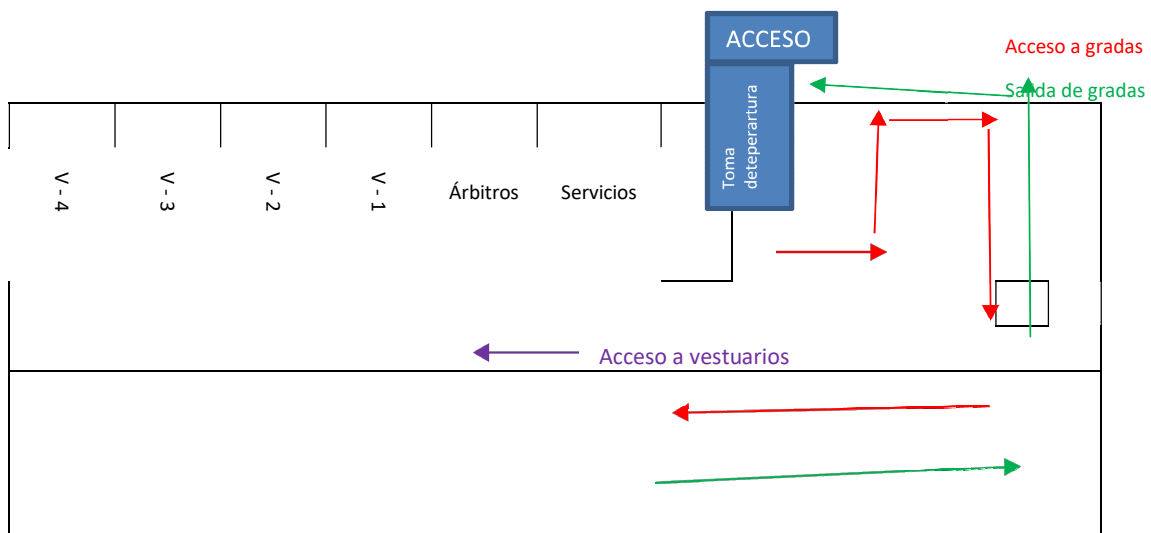 ACCESO
Acceso a gradas
Salida de gradas
Toma
deteperartura
V - 4
V - 3
V - 2
V - 1
Árbitros
Servicios
Acceso a vestuarios